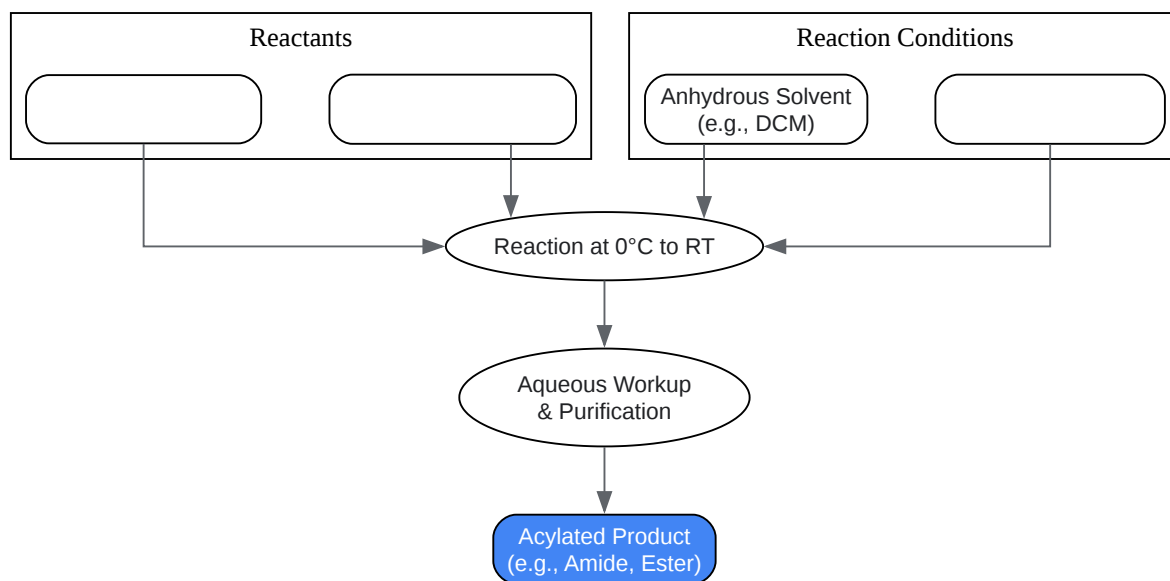 Reactants
Reaction Conditions
Anhydrous Solvent
(e.g., DCM)
Reaction at 0°C to RT
Aqueous Workup
& Purification
Acylated Product
(e.g., Amide, Ester)